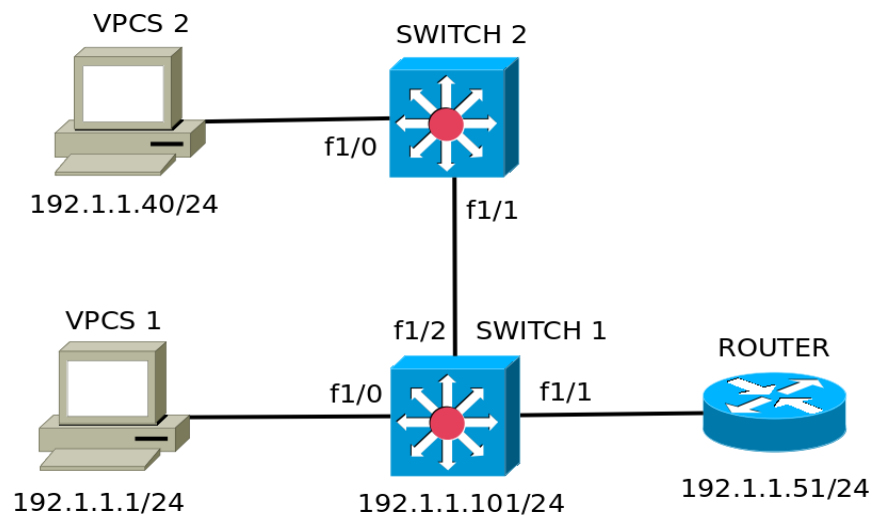 VPCS 2
SWITCH 2
f1/0
192.1.1.40/24
f1/1
VPCS 1
f1/2
SWITCH 1
ROUTER
f1/0
f1/1
192.1.1.1/24
192.1.1.101/24
192.1.1.51/24